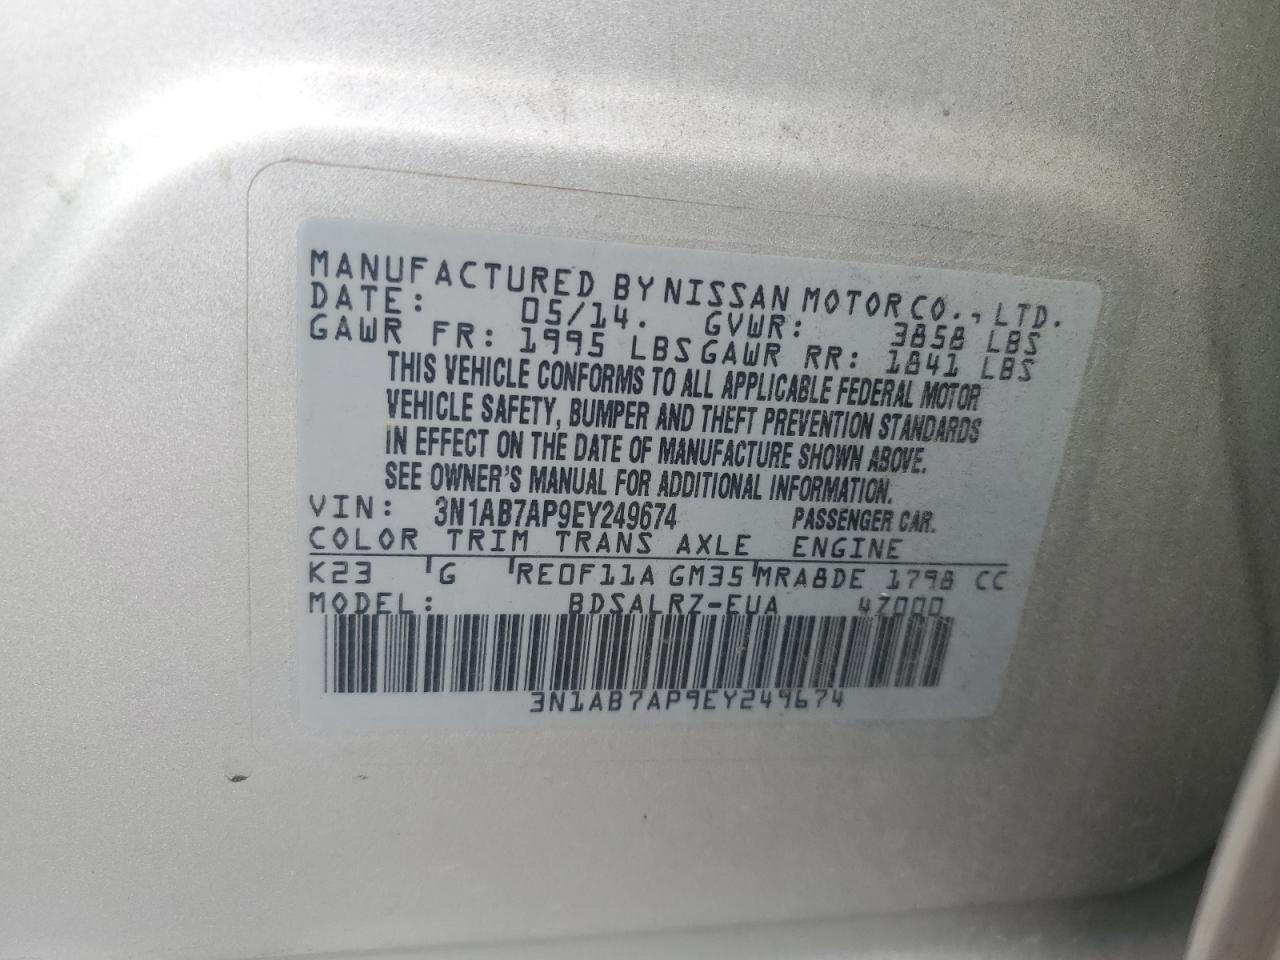 MANUFACTURED BY NISSAN MOTOR CO., LTD.
DATE: 05/14. GVWR: 3858 LBS
GAWR FR: 1995 LBS GAWR RR: 1841 LBS
THIS VEHICLE CONFORMS TO ALL APPLICABLE FEDERAL MOTOR
VEHICLE SAFETY, BUMPER AND THEFT PREVENTION STANDARDS
IN EFFECT ON THE DATE OF MANUFACTURE SHOWN ABOVE.
SEE OWNER'S MANUAL FOR ADDITIONAL INFORMATION.
VIN: 3N1AB7AP9EY249674 PASSENGER CAR.
COLOR TRIM TRANS AXLE ENGINE
K23 G RE0F11A GM35 MRA8DE 1798 CC
MODEL: BDSALRZ-EUA 47000
3N1AB7AP9EY249674